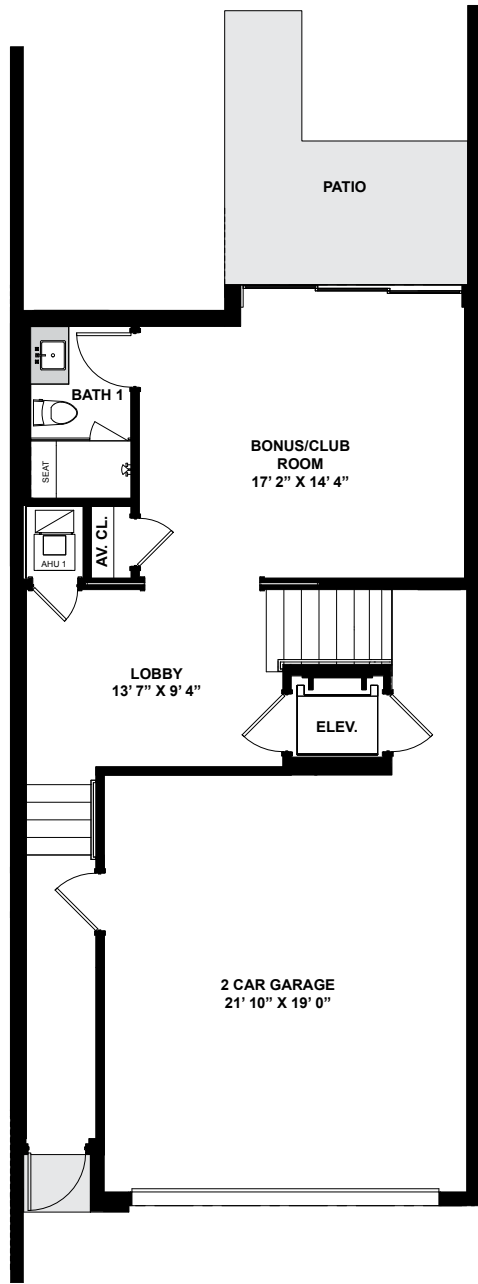 PATIO
BATH 1
BONUS/CLUB
ROOM
17’ 2” X 14’ 4”
SEAT
AV. CL.
AHU 1
LOBBY
13’ 7” X 9’ 4”
ELEV.
2 CAR GARAGE
21’ 10” X 19’ 0”